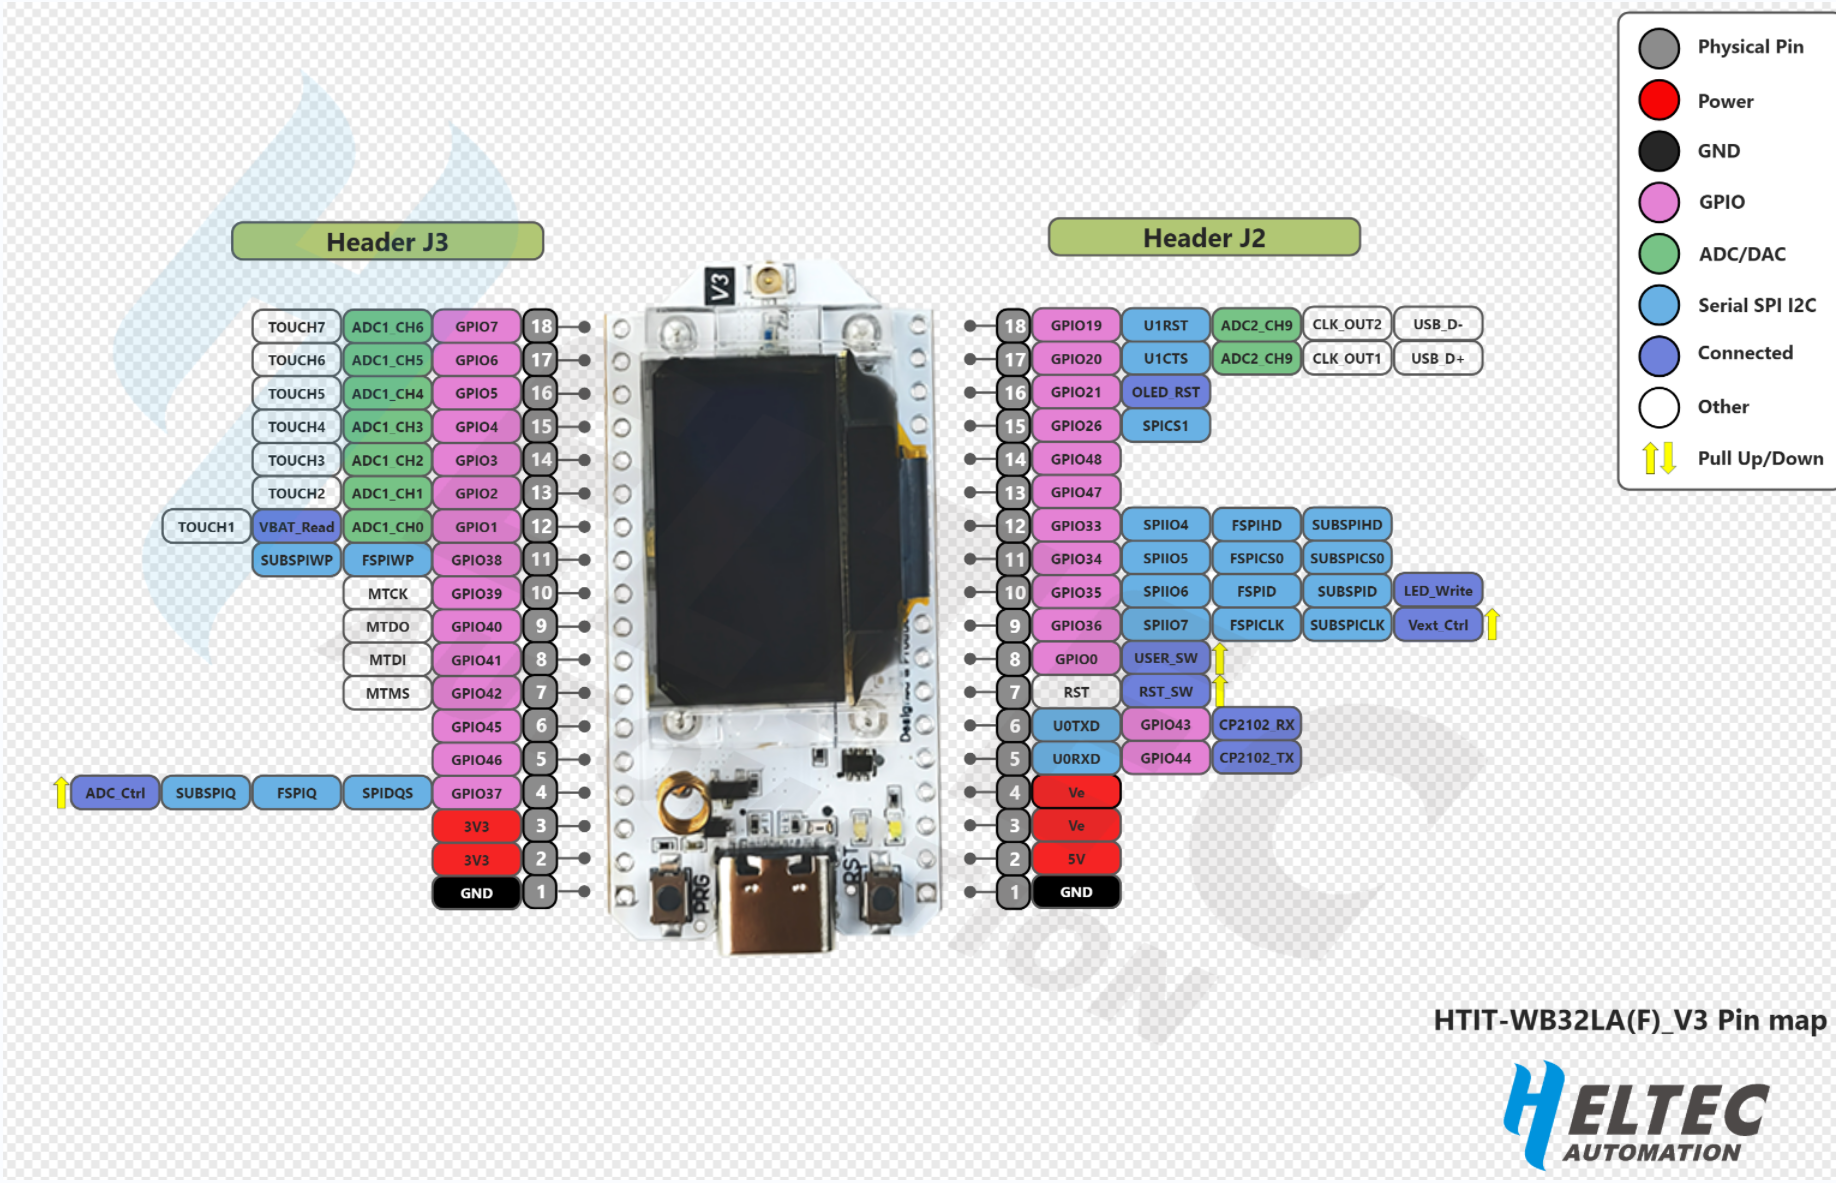 Physical Pin
Power
GND
GPIO
ADC/DAC
Serial SPI I2C
Connected
Other
Pull Up/Down
Header J3
TOUCH7 ADC1_CH6 GPIO7 18
TOUCH6 ADC1_CH5 GPIO6 17
TOUCH5 ADC1_CH4 GPIO5 16
TOUCH4 ADC1_CH3 GPIO4 15
TOUCH3 ADC1_CH2 GPIO3 14
TOUCH2 ADC1_CH1 GPIO2 13
TOUCH1 VBAT_Read ADC1_CH0 GPIO1 12
SUBSPIWP FSPIWP GPIO38 11
MTCK GPIO39 10
MTDO GPIO40 9
MTDI GPIO41 8
MTMS GPIO42 7
GPIO45 6
GPIO46 5
ADC_Ctrl SUBSPIQ FSPIQ SPIDQS GPIO37 4
3V3 3
3V3 2
GND 1
V3
PRG
RST
Header J2
18 GPIO19 U1RST ADC2_CH9 CLK_OUT2 USB_D-
17 GPIO20 U1CTS ADC2_CH9 CLK_OUT1 USB_D+
16 GPIO21 OLED_RST
15 GPIO26 SPICS1
14 GPIO48
13 GPIO47
12 GPIO33 SPIIO4 FSPIHD SUBSPIHD
11 GPIO34 SPIIO5 FSPICS0 SUBSPICS0
10 GPIO35 SPIIO6 FSPID SUBSPID LED_Write
9 GPIO36 SPIIO7 FSPICLK SUBSPICLK Vext_Ctrl
8 GPIO0 USER_SW
7 RST RST_SW
6 U0TXD GPIO43 CP2102_RX
5 U0RXD GPIO44 CP2102_TX
4 Ve
3 Ve
2 5V
1 GND
HTIT-WB32LA(F)_V3 Pin map
HELTEC
AUTOMATION